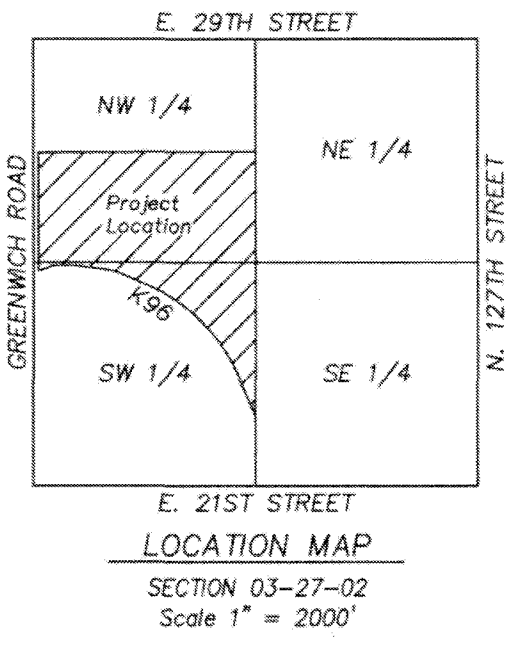 E. 29TH STREET
NW 1/4
NE 1/4
GREENWICH ROAD
N. 127TH STREET
Project
Location
K96
SW 1/4
SE 1/4
E. 21ST STREET
LOCATION MAP
SECTION 03-27-02
Scale 1" = 2000'